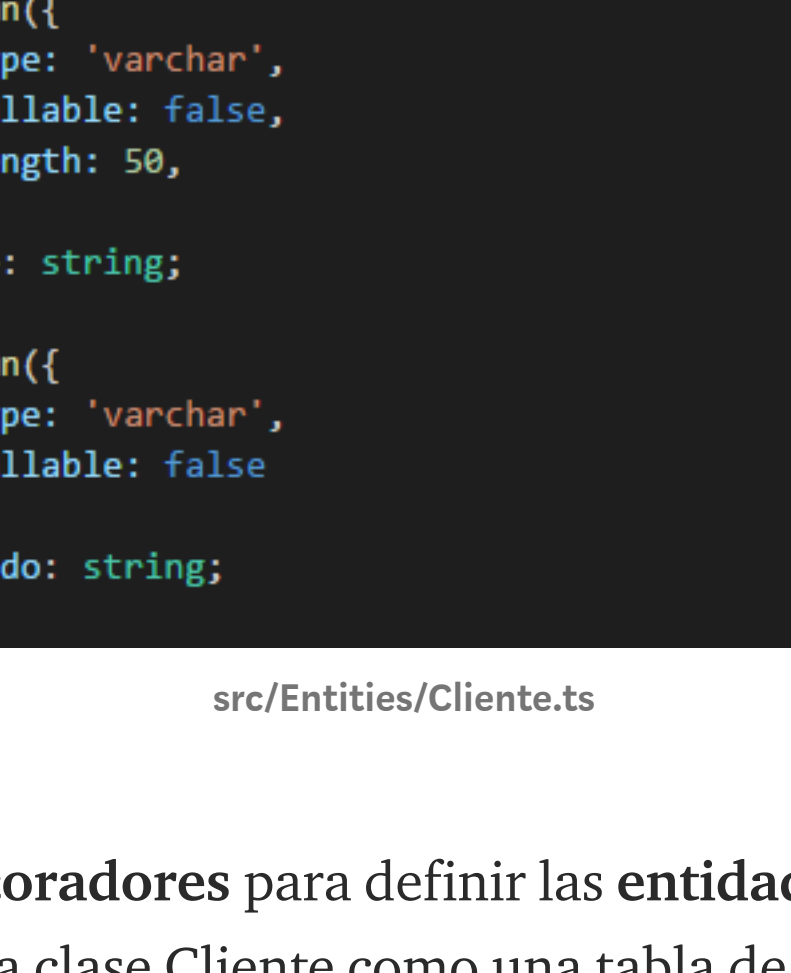 n({
pe: 'varchar',
llable: false,
ngth: 50,
: string;
n({
pe: 'varchar',
llable: false
do: string;
src/Entities/Cliente.ts
coradores para definir las entidad
a clase Cliente como una tabla de